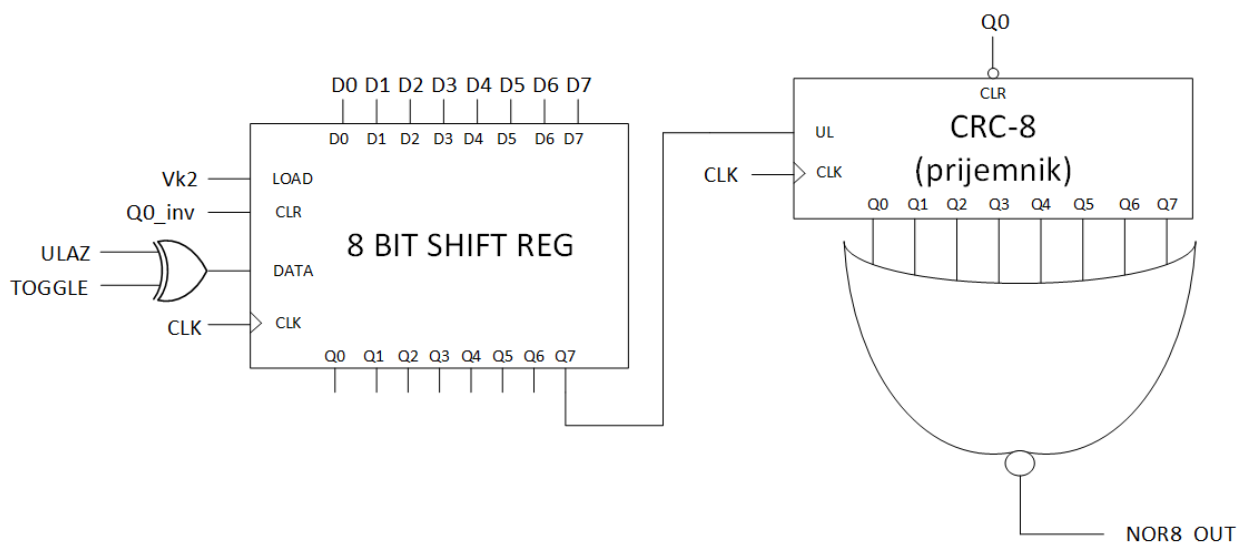 Q0
D0 D1 D2 D3 D4 D5 D6 D7
D0 D1 D2 D3 D4 D5 D6 D7
CLR
CRC-8
(prijemnik)
UL
CLK
CLK
Q0 Q1 Q2 Q3 Q4 Q5 Q6 Q7
Vk2
LOAD
Q0_inv
CLR
8 BIT SHIFT REG
ULAZ
TOGGLE
DATA
CLK
CLK
Q0 Q1 Q2 Q3 Q4 Q5 Q6 Q7
NOR8_OUT